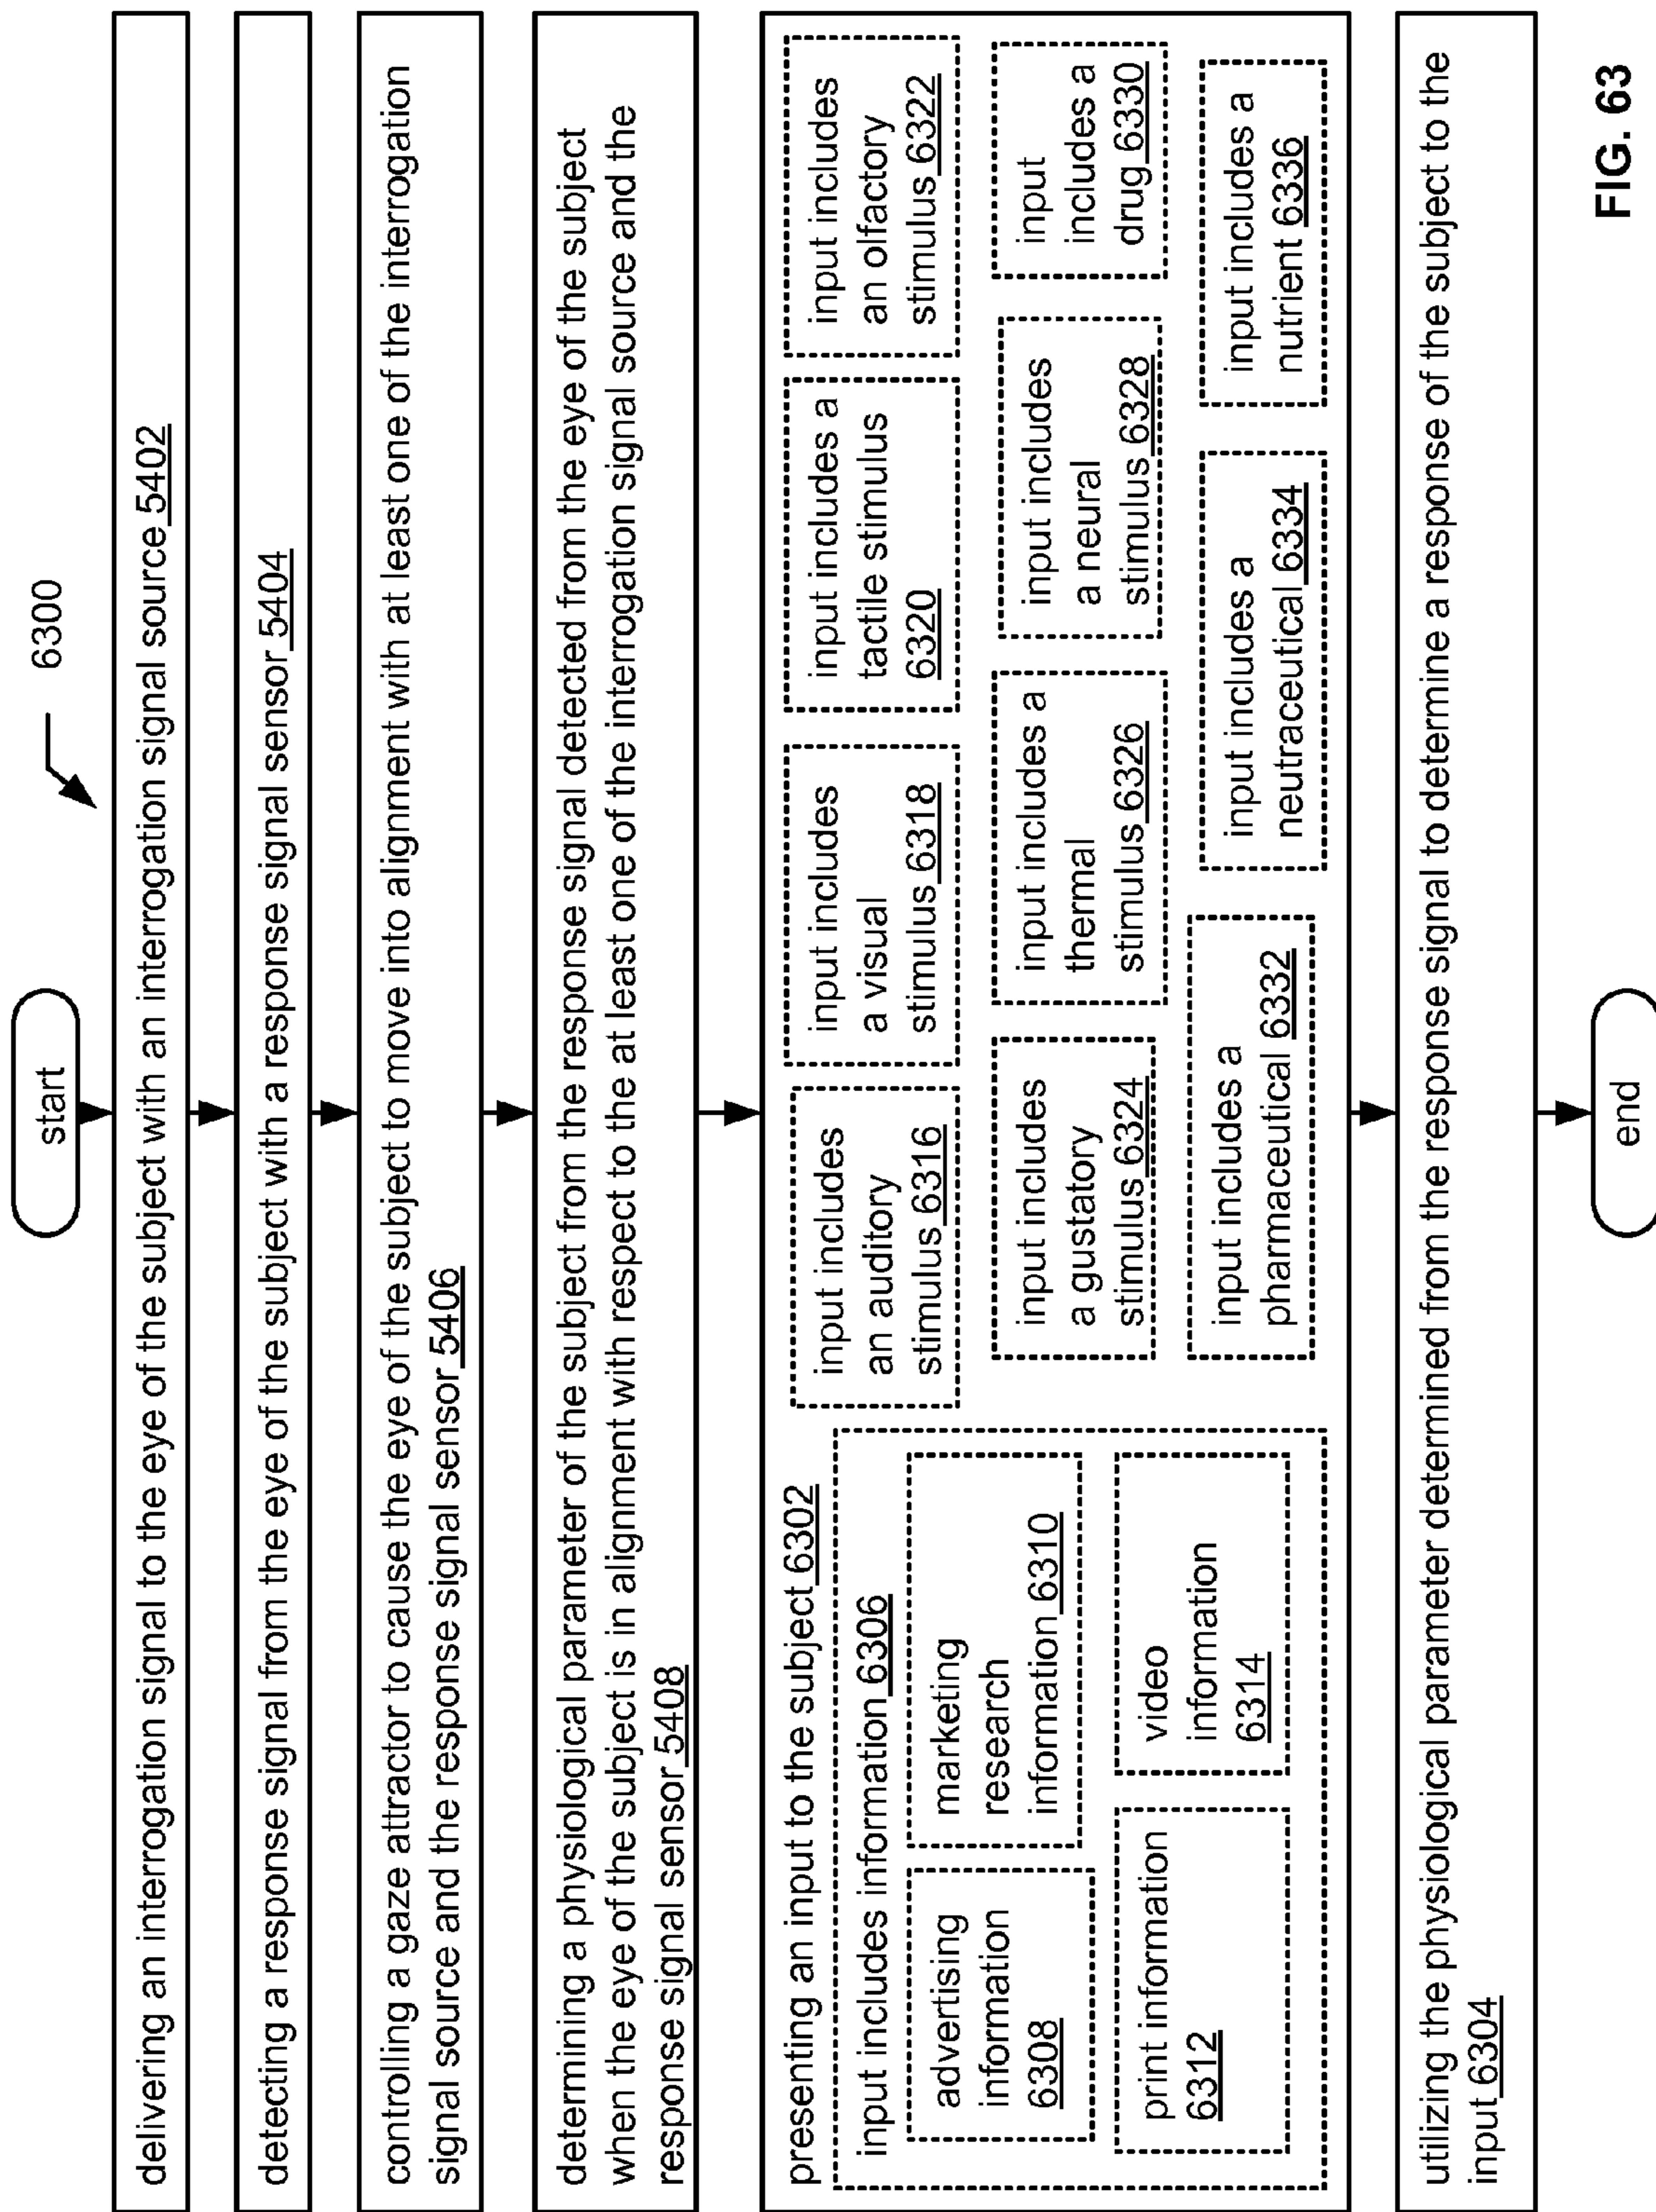 6300
start
delivering an interrogation signal to the eye of the subject with an interrogation signal source 5402
detecting a response signal from the eye of the subject with a response signal sensor 5404
controlling a gaze attractor to cause the eye of the subject to move into alignment with at least one of the interrogation
signal source and the response signal sensor 5406
determining a physiological parameter of the subject from the response signal detected from the eye of the subject
when the eye of the subject is in alignment with respect to the at least one of the interrogation signal source and the
response signal sensor 5408
presenting an input to the subject 6302
input includes information 6306
advertising
information
6308
marketing
research
information 6310
print information
6312
video
information
6314
input includes
an auditory
stimulus 6316
input includes
a visual
stimulus 6318
input includes a
tactile stimulus
6320
input includes
an olfactory
stimulus 6322
input includes
a gustatory
stimulus 6324
input includes a
thermal
stimulus 6326
input includes
a neural
stimulus 6328
input
includes a
drug 6330
input includes a
pharmaceutical 6332
input includes a
neutraceutical 6334
input includes a
nutrient 6336
utilizing the physiological parameter determined from the response signal to determine a response of the subject to the
input 6304
end
FIG. 63